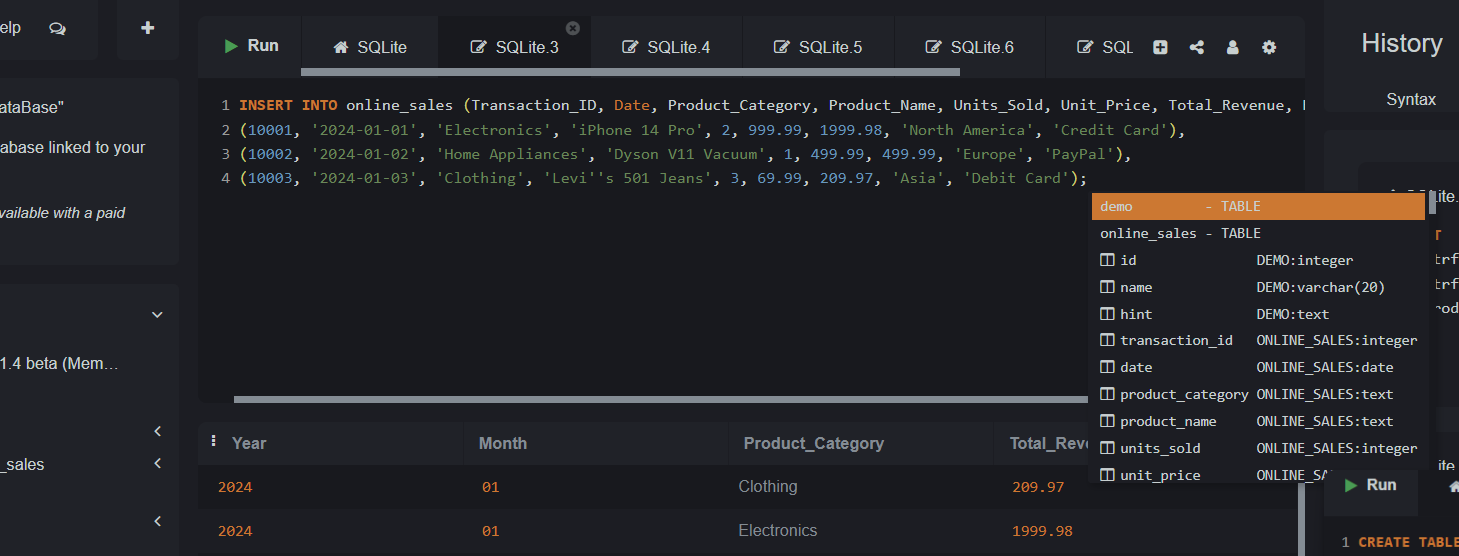 elp
Run
SQLite
SQLite.3
SQLite.4
SQLite.5
SQLite.6
SQL
History
Syntax
ataBase"
abase linked to your
vailable with a paid
1 INSERT INTO online_sales (Transaction_ID, Date, Product_Category, Product_Name, Units_Sold, Unit_Price, Total_Revenue,
2 (10001, '2024-01-01', 'Electronics', 'iPhone 14 Pro', 2, 999.99, 1999.98, 'North America', 'Credit Card'),
3 (10002, '2024-01-02', 'Home Appliances', 'Dyson V11 Vacuum', 1, 499.99, 499.99, 'Europe', 'PayPal'),
4 (10003, '2024-01-03', 'Clothing', 'Levi''s 501 Jeans', 3, 69.99, 209.97, 'Asia', 'Debit Card');
demo - TABLE
online_sales - TABLE
id DEMO:integer
name DEMO:varchar(20)
hint DEMO:text
transaction_id ONLINE_SALES:integer
date ONLINE_SALES:date
product_category ONLINE_SALES:text
product_name ONLINE_SALES:text
units_sold ONLINE_SALES:integer
unit_price ONLINE_SA
ite.
trf
trf
rod
ite
1.4 beta (Mem...
_sales
Year Month Product_Category Total_Reve
2024 01 Clothing 209.97
2024 01 Electronics 1999.98
Run
1 CREATE TABLE